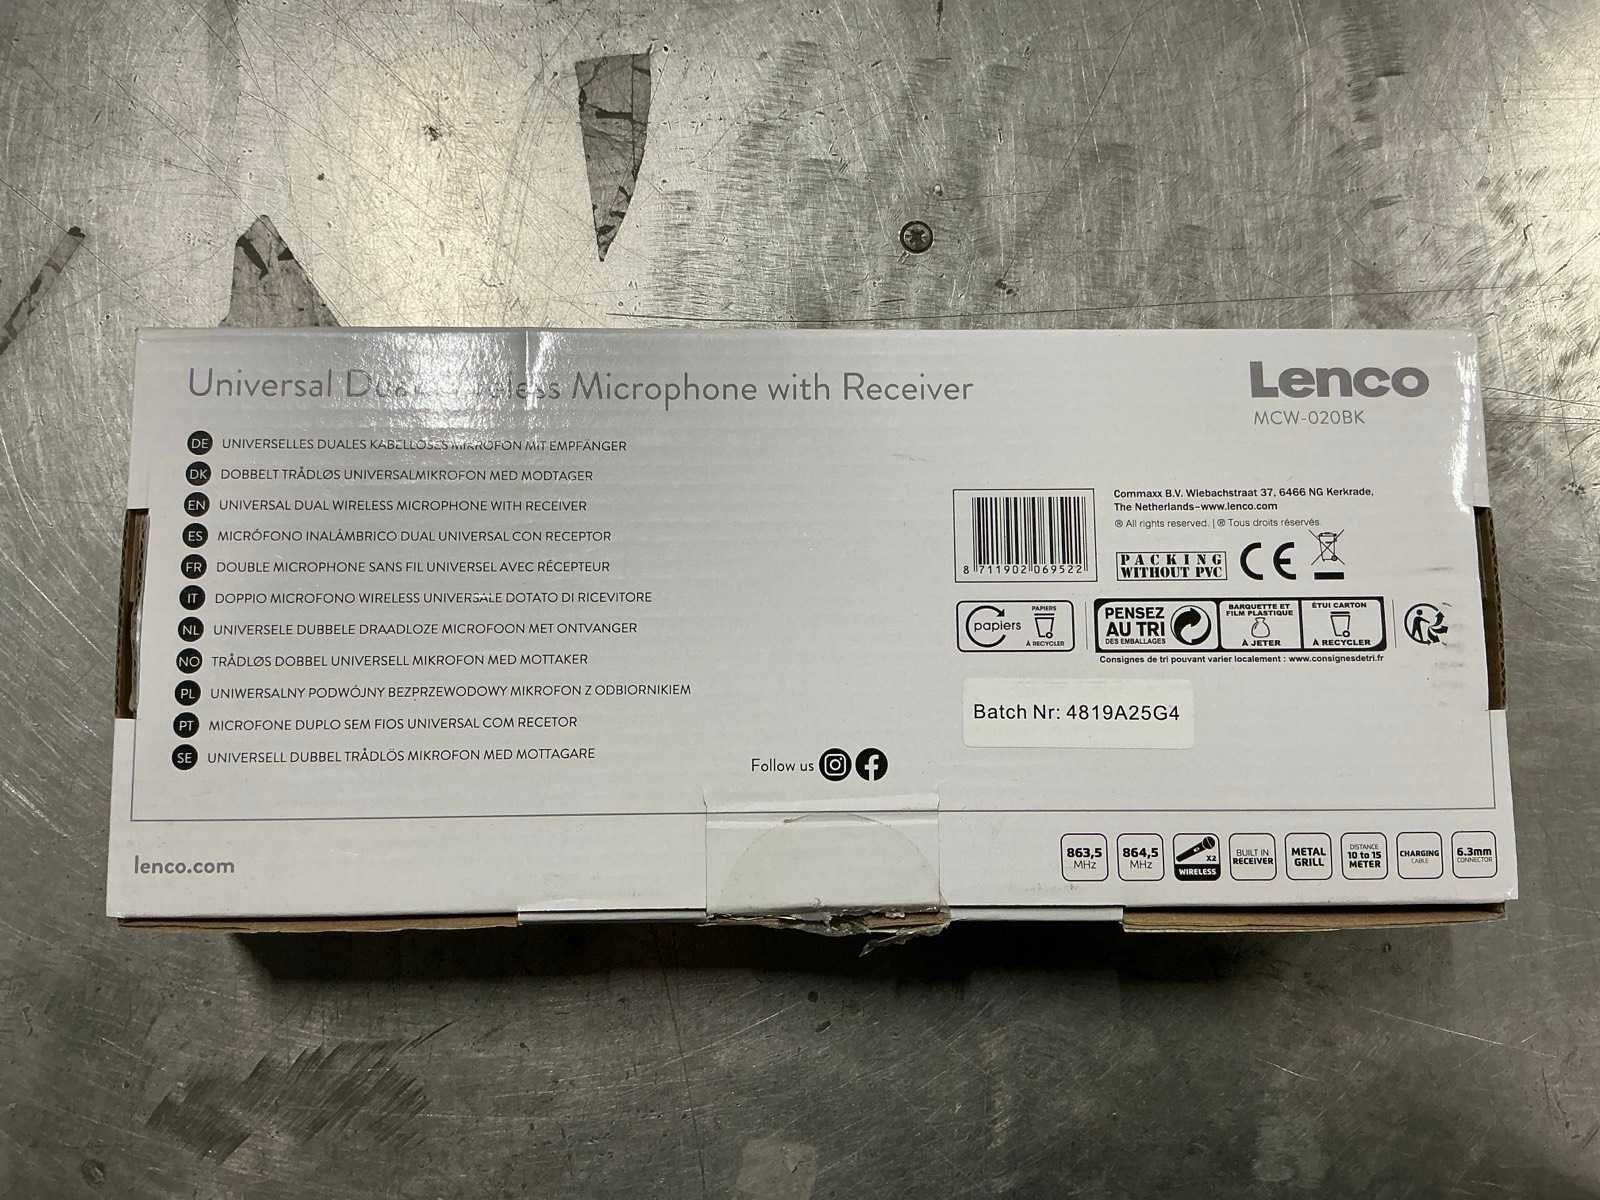 Universal Dual Wireless Microphone with Receiver
Lenco
MCW-020BK
DE UNIVERSELLES DUALES KABELLOSES MIKROFON MIT EMPFÄNGER
DK DOBBELT TRÅDLØS UNIVERSALMIKROFON MED MODTAGER
EN UNIVERSAL DUAL WIRELESS MICROPHONE WITH RECEIVER
ES MICRÓFONO INALÁMBRICO DUAL UNIVERSAL CON RECEPTOR
FR DOUBLE MICROPHONE SANS FIL UNIVERSEL AVEC RÉCEPTEUR
IT DOPPIO MICROFONO WIRELESS UNIVERSALE DOTATO DI RICEVITORE
NL UNIVERSELE DUBBELE DRAADLOZE MICROFOON MET ONTVANGER
NO TRÅDLØS DOBBEL UNIVERSELL MIKROFON MED MOTTAKER
PL UNIWERSALNY PODWÓJNY BEZPRZEWODOWY MIKROFON Z ODBIORNIKIEM
PT MICROFONE DUPLO SEM FIOS UNIVERSAL COM RECETOR
SE UNIVERSELL DUBBEL TRÅDLÖS MIKROFON MED MOTTAGARE
Follow us
8 711902 069522
Commaxx B.V. Wiebachstraat 37, 6466 NG Kerkrade,
The Netherlands–www.lenco.com
® All rights reserved. | ® Tous droits réservés.
PACKING
WITHOUT PVC
CE
papiers
PAPIERS
À RECYCLER
PENSEZ
AU TRI
DES EMBALLAGES
BARQUETTE ET
FILM PLASTIQUE
À JETER
ÉTUI CARTON
À RECYCLER
Consignes de tri pouvant varier localement : www.consignesdetri.fr
Batch Nr: 4819A25G4
lenco.com
863,5
MHz
864,5
MHz
X2
WIRELESS
BUILT IN
RECEIVER
METAL
GRILL
DISTANCE
10 to 15
METER
CHARGING
CABLE
6.3mm
CONNECTOR